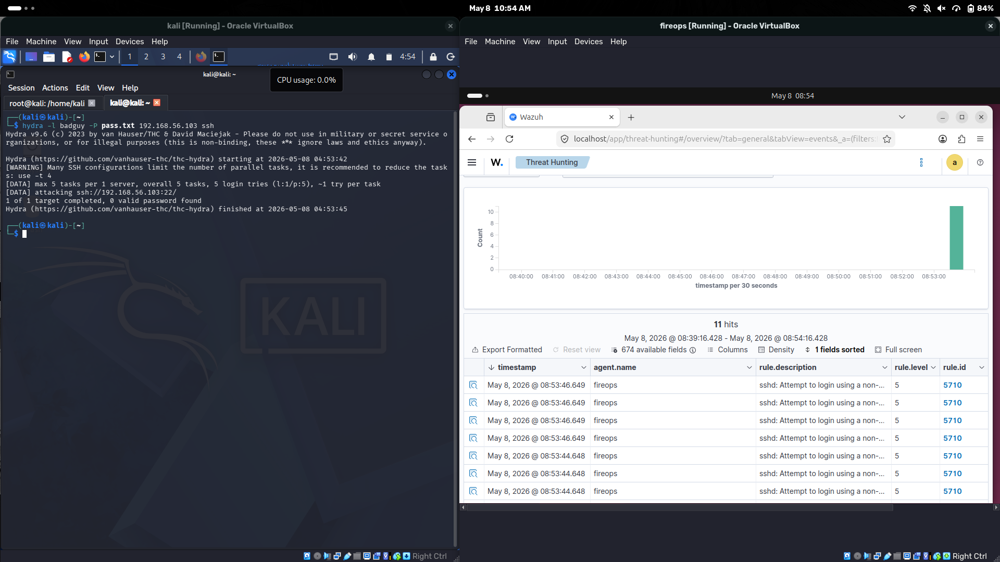 May 8 10:54 AM
84%
kali [Running] - Oracle VirtualBox
File Machine View Input Devices Help
1 2 3 4
4:54
kali@kali: ~
CPU usage: 0.0%
Session Actions Edit View Help
root@kali: /home/kali
kali@kali: ~
┌──(kali㉿kali)-[~]
└─$ hydra -l badguy -P pass.txt 192.168.56.103 ssh
Hydra v9.6 (c) 2023 by van Hauser/THC & David Maciejak - Please do not use in military or secret service o
rganizations, or for illegal purposes (this is non-binding, these *** ignore laws and ethics anyway).
Hydra (https://github.com/vanhauser-thc/thc-hydra) starting at 2026-05-08 04:53:42
[WARNING] Many SSH configurations limit the number of parallel tasks, it is recommended to reduce the task
s: use -t 4
[DATA] max 5 tasks per 1 server, overall 5 tasks, 5 login tries (l:1/p:5), ~1 try per task
[DATA] attacking ssh://192.168.56.103:22/
1 of 1 target completed, 0 valid password found
Hydra (https://github.com/vanhauser-thc/thc-hydra) finished at 2026-05-08 04:53:45
┌──(kali㉿kali)-[~]
└─$
KALI
Right Ctrl
fireops [Running] - Oracle VirtualBox
File Machine View Input Devices Help
May 8 08:54
Wazuh
localhost/app/threat-hunting#/overview/?tab=general&tabView=events&_a=(filters:
W. Threat Hunting
a
Count
10
8
6
4
2
0
08:40:00 08:41:00 08:42:00 08:43:00 08:44:00 08:45:00 08:46:00 08:47:00 08:48:00 08:49:00 08:50:00 08:51:00 08:52:00 08:53:00
timestamp per 30 seconds
11 hits
May 8, 2026 @ 08:39:16.428 - May 8, 2026 @ 08:54:16.428
Export Formatted Reset view 674 available fields Columns Density 1 fields sorted Full screen
timestamp agent.name rule.description rule.level rule.id
May 8, 2026 @ 08:53:46.649 fireops sshd: Attempt to login using a non-... 5 5710
May 8, 2026 @ 08:53:46.649 fireops sshd: Attempt to login using a non-... 5 5710
May 8, 2026 @ 08:53:46.649 fireops sshd: Attempt to login using a non-... 5 5710
May 8, 2026 @ 08:53:46.649 fireops sshd: Attempt to login using a non-... 5 5710
May 8, 2026 @ 08:53:44.648 fireops sshd: Attempt to login using a non-... 5 5710
May 8, 2026 @ 08:53:44.648 fireops sshd: Attempt to login using a non-... 5 5710
May 8, 2026 @ 08:53:44.648 fireops sshd: Attempt to login using a non-... 5 5710
Right Ctrl